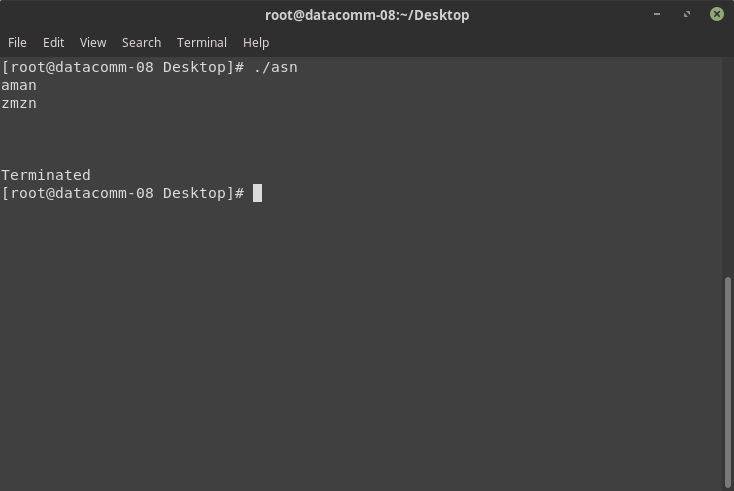 root@datacomm-08:~/Desktop
File Edit View Search Terminal Help
[root@datacomm-08 Desktop]# ./asn
aman
zmzn
Terminated
[root@datacomm-08 Desktop]#